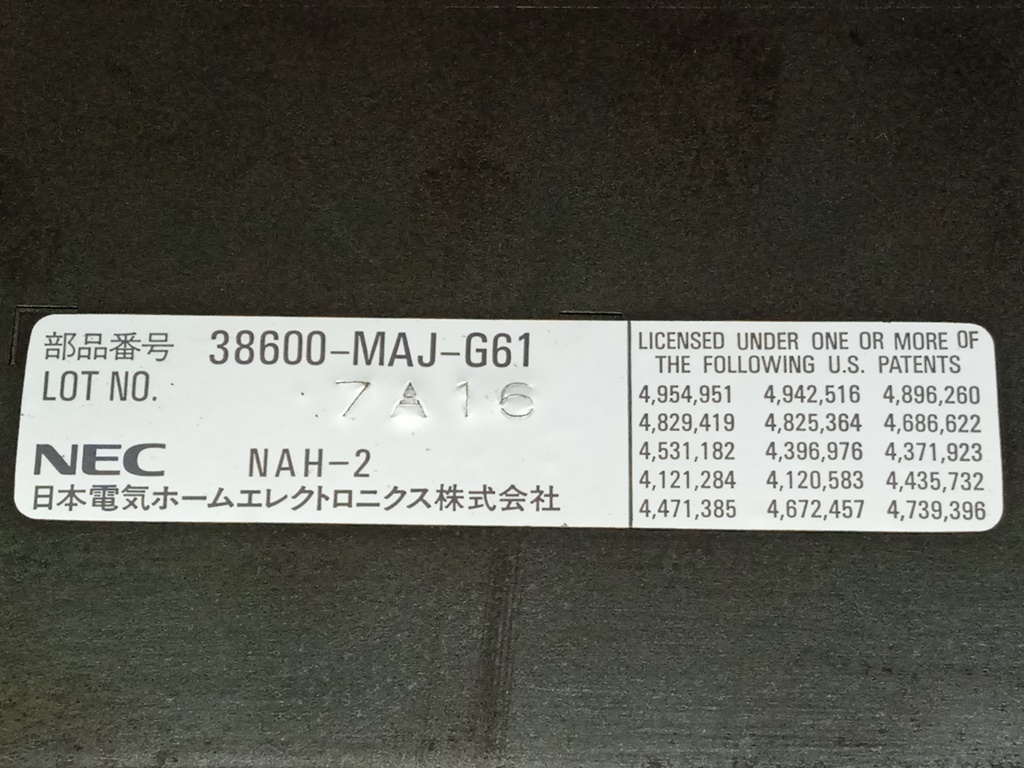 部品番号 38600-MAJ-G61
LOT NO. 7A16
NEC NAH-2
日本電気ホームエレクトロニクス株式会社
LICENSED UNDER ONE OR MORE OF
THE FOLLOWING U.S. PATENTS
4,954,951 4,942,516 4,896,260
4,829,419 4,825,364 4,686,622
4,531,182 4,396,976 4,371,923
4,121,284 4,120,583 4,435,732
4,471,385 4,672,457 4,739,396